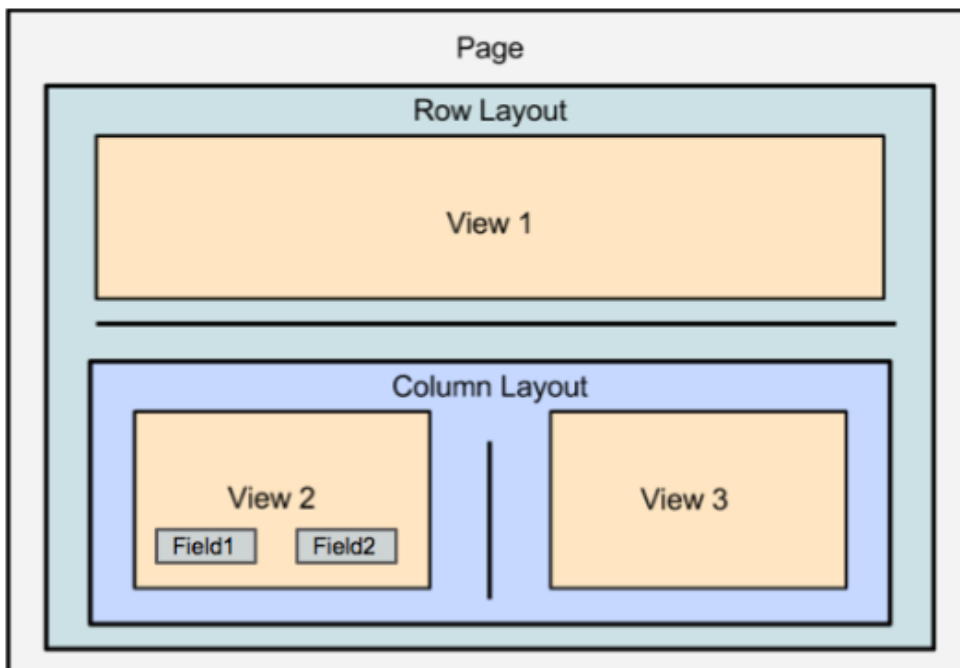 Page
Row Layout
View 1
Column Layout
View 2
View 3
Field1
Field2